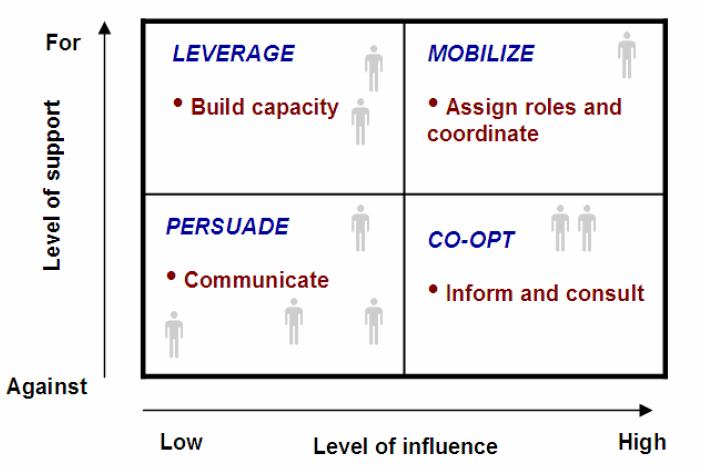 For
Level of support
Against
LEVERAGE
• Build capacity
MOBILIZE
• Assign roles and
coordinate
PERSUADE
• Communicate
CO-OPT
• Inform and consult
Low
Level of influence
High